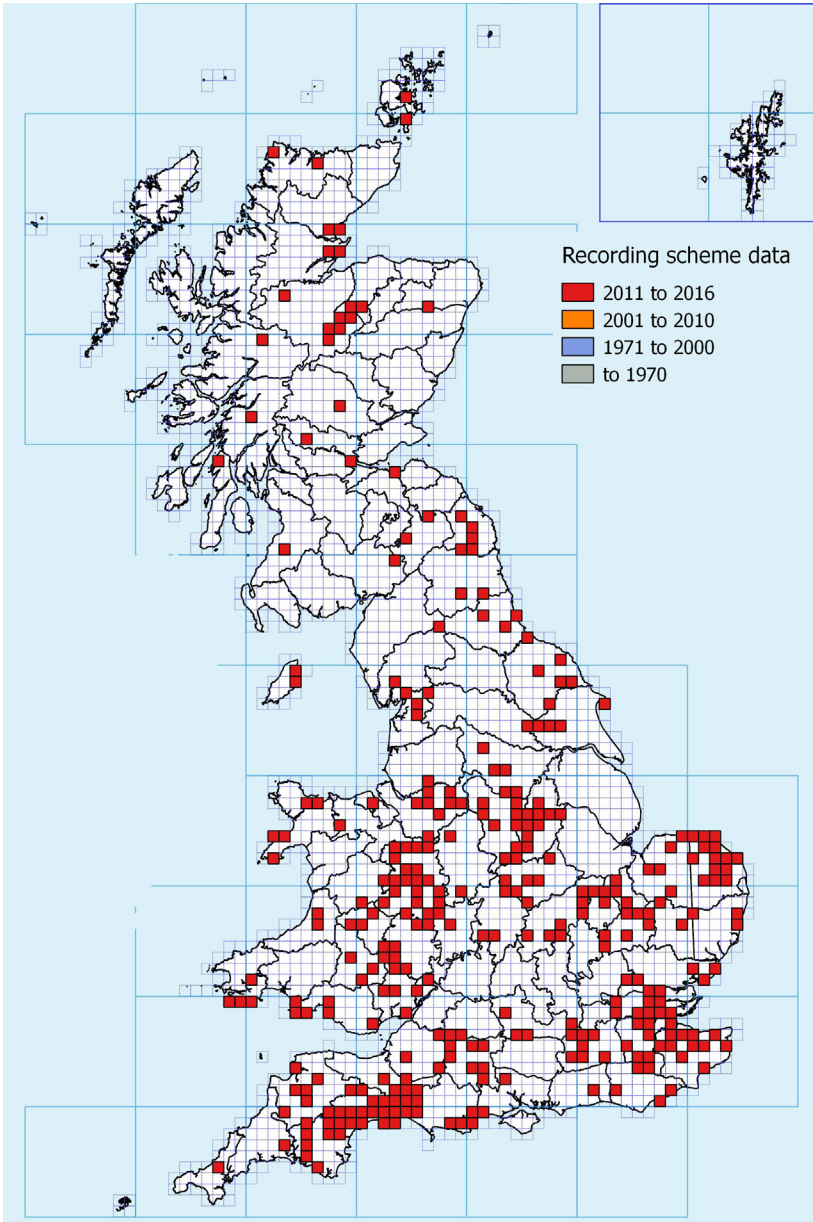 Recording scheme data
2011 to 2016
2001 to 2010
1971 to 2000
to 1970